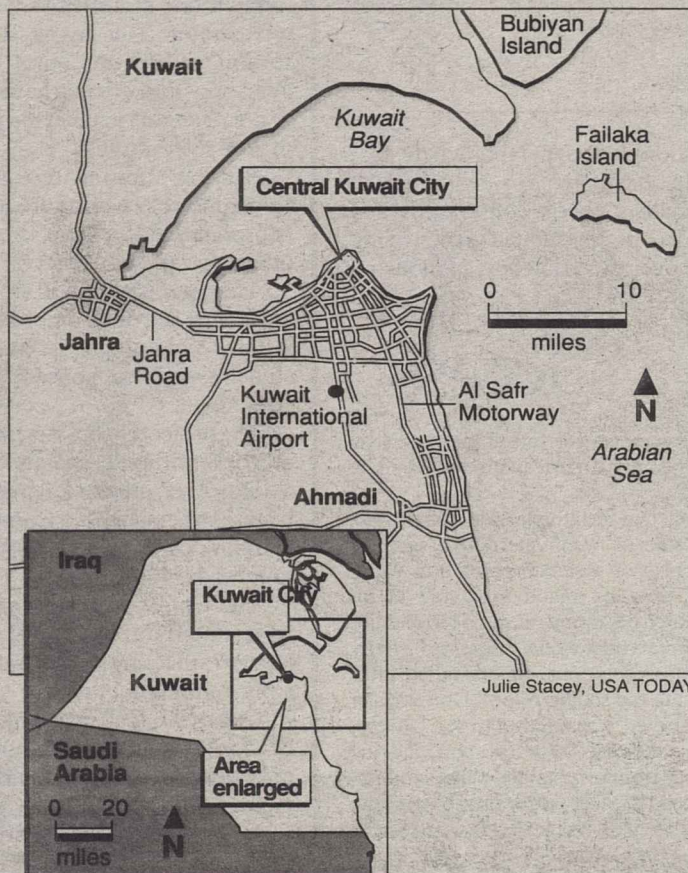 Bubiyan
Island
Kuwait
Kuwait
Bay
Failaka
Island
Central Kuwait City
0 10
miles
Jahra
Jahra
Road
Kuwait
International
Airport
Al Safr
Motorway
N
Arabian
Sea
Ahmadi
Iraq
Kuwait City
Kuwait
Julie Stacey, USA TODAY
Saudi
Arabia
Area
enlarged
0 20
miles
N